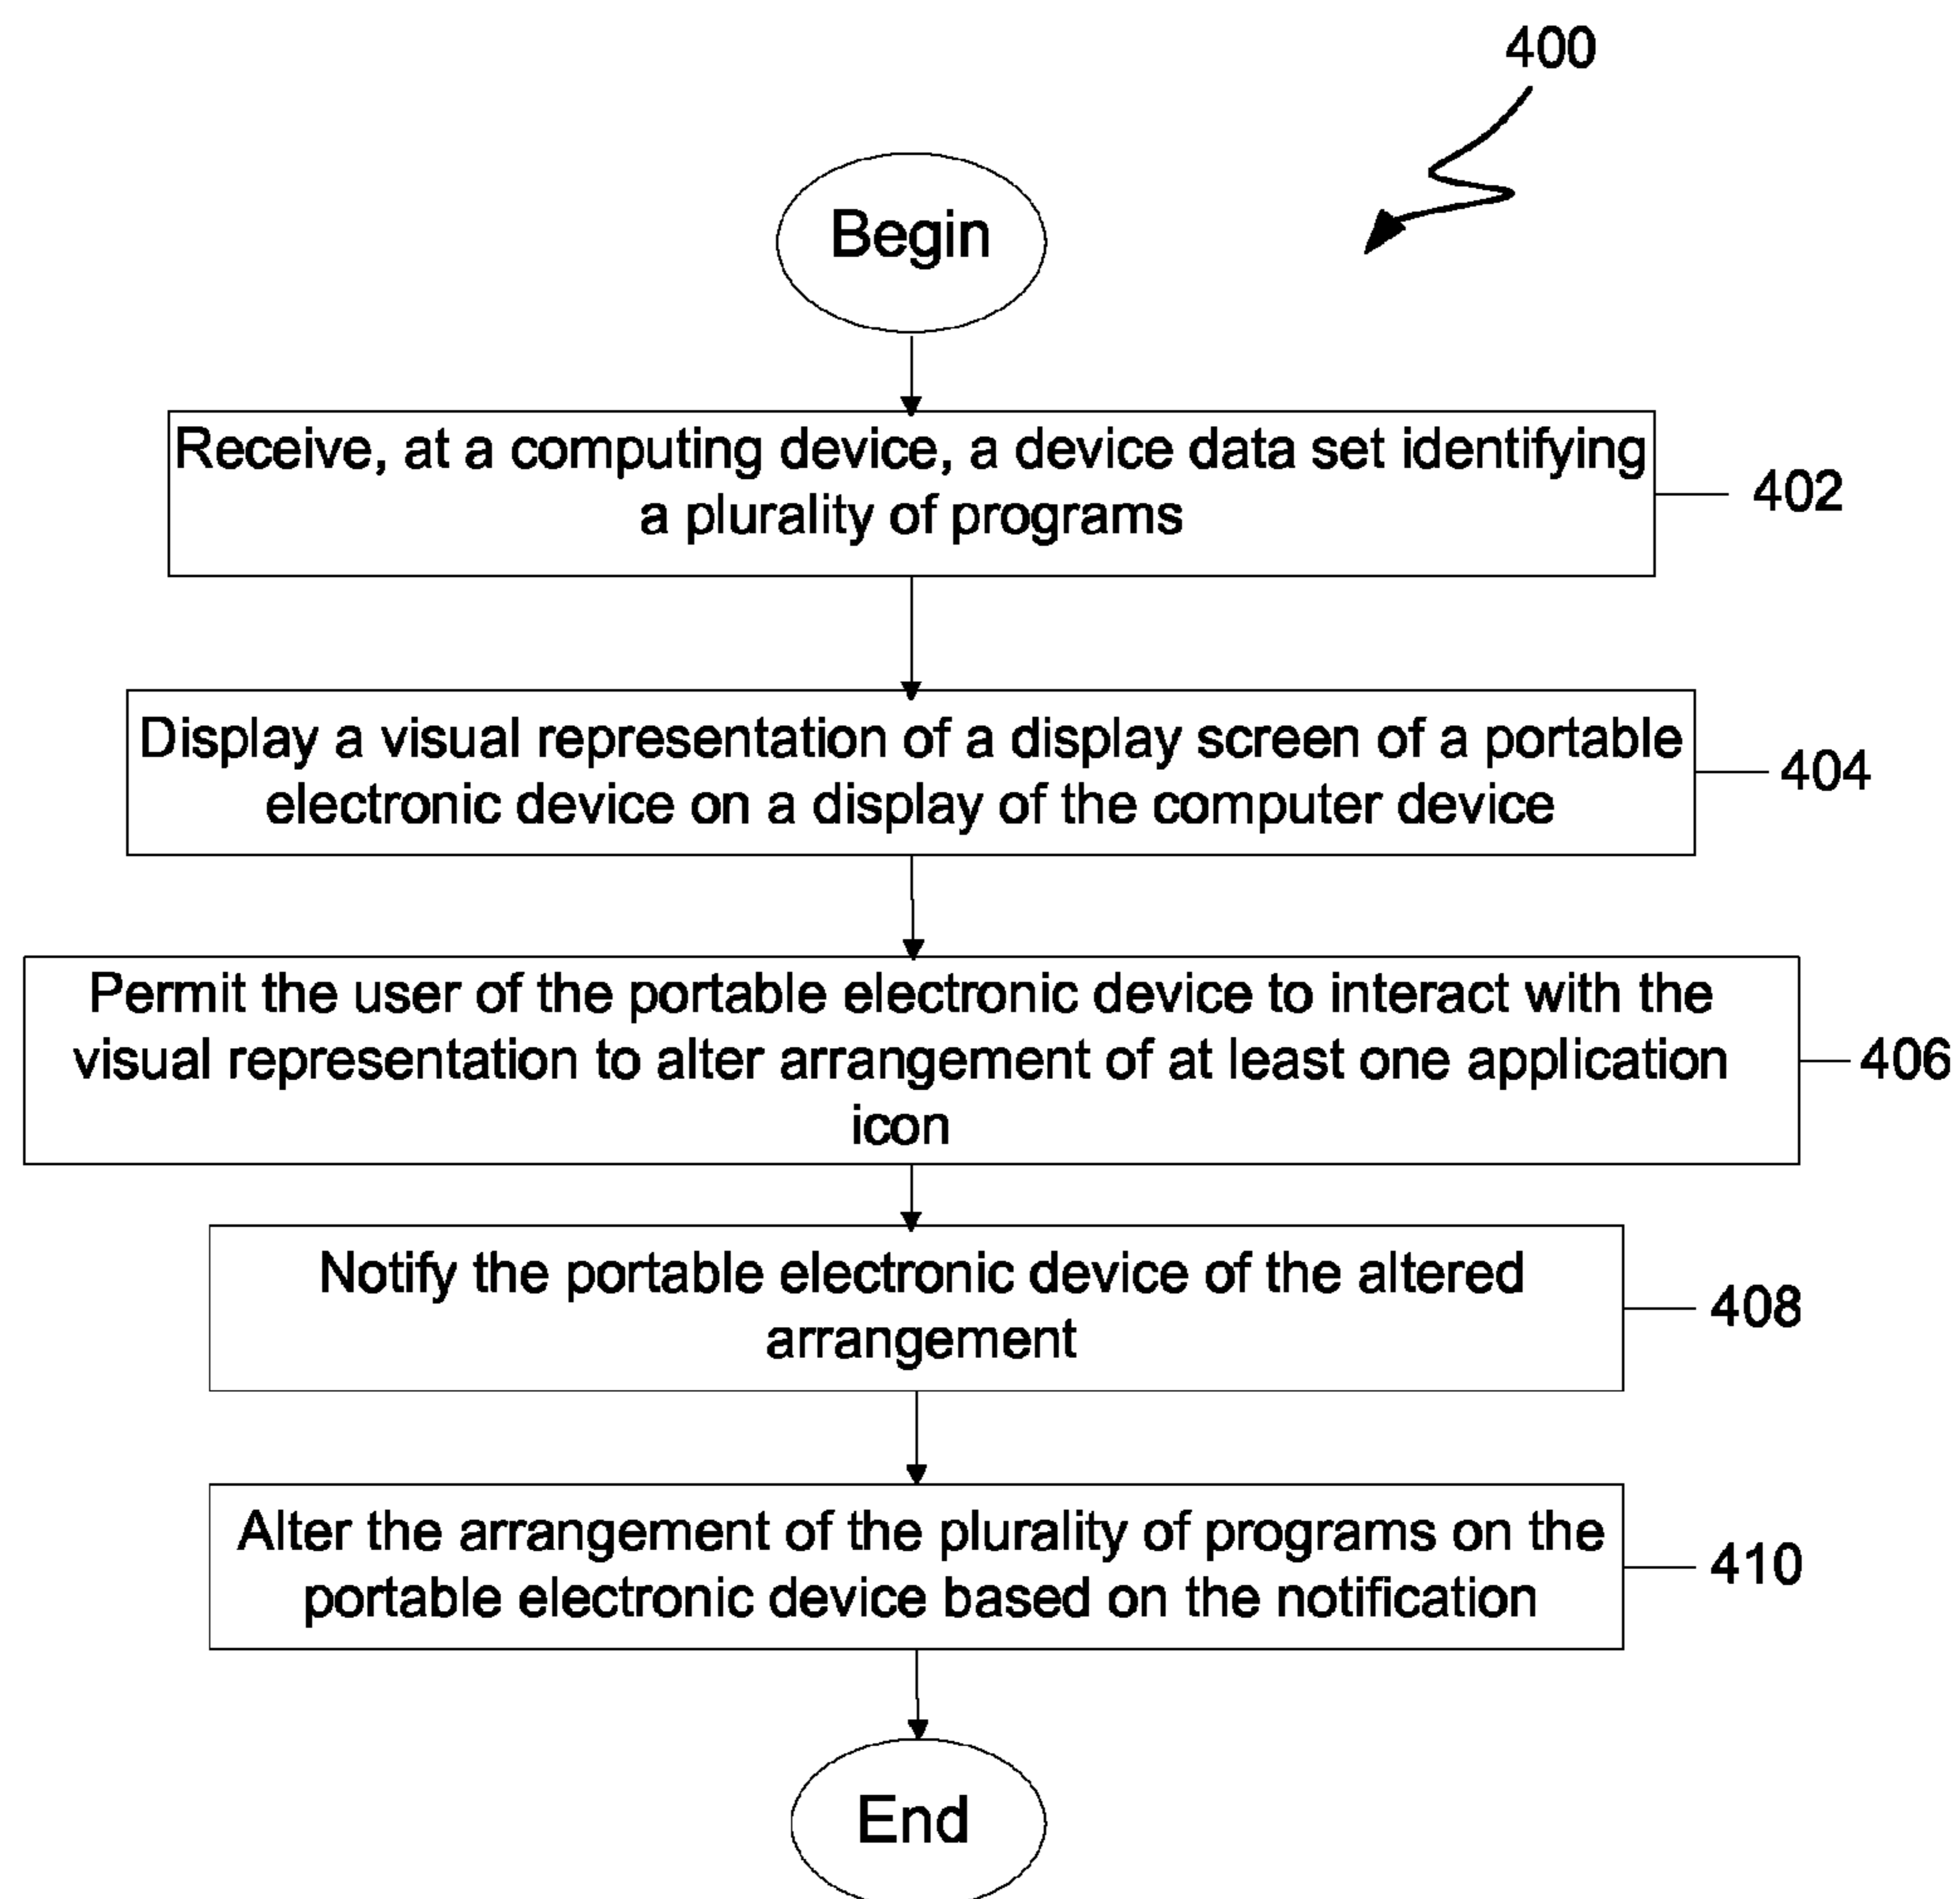 400
Begin
Receive, at a computing device, a device data set identifying
a plurality of programs
402
Display a visual representation of a display screen of a portable
electronic device on a display of the computer device
404
Permit the user of the portable electronic device to interact with the
visual representation to alter arrangement of at least one application
icon
406
Notify the portable electronic device of the altered
arrangement
408
Alter the arrangement of the plurality of programs on the
portable electronic device based on the notification
410
End